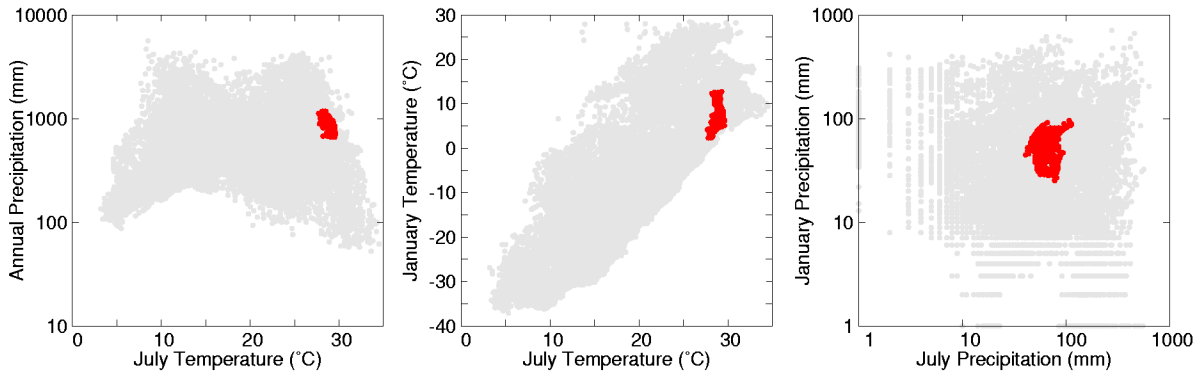 10000
1000
100
10
Annual Precipitation (mm)
0 10 20 30
July Temperature (˚C)
30
20
10
0
-10
-20
-30
-40
January Temperature (˚C)
0 10 20 30
July Temperature (˚C)
1000
100
10
1
January Precipitation (mm)
1 10 100 1000
July Precipitation (mm)